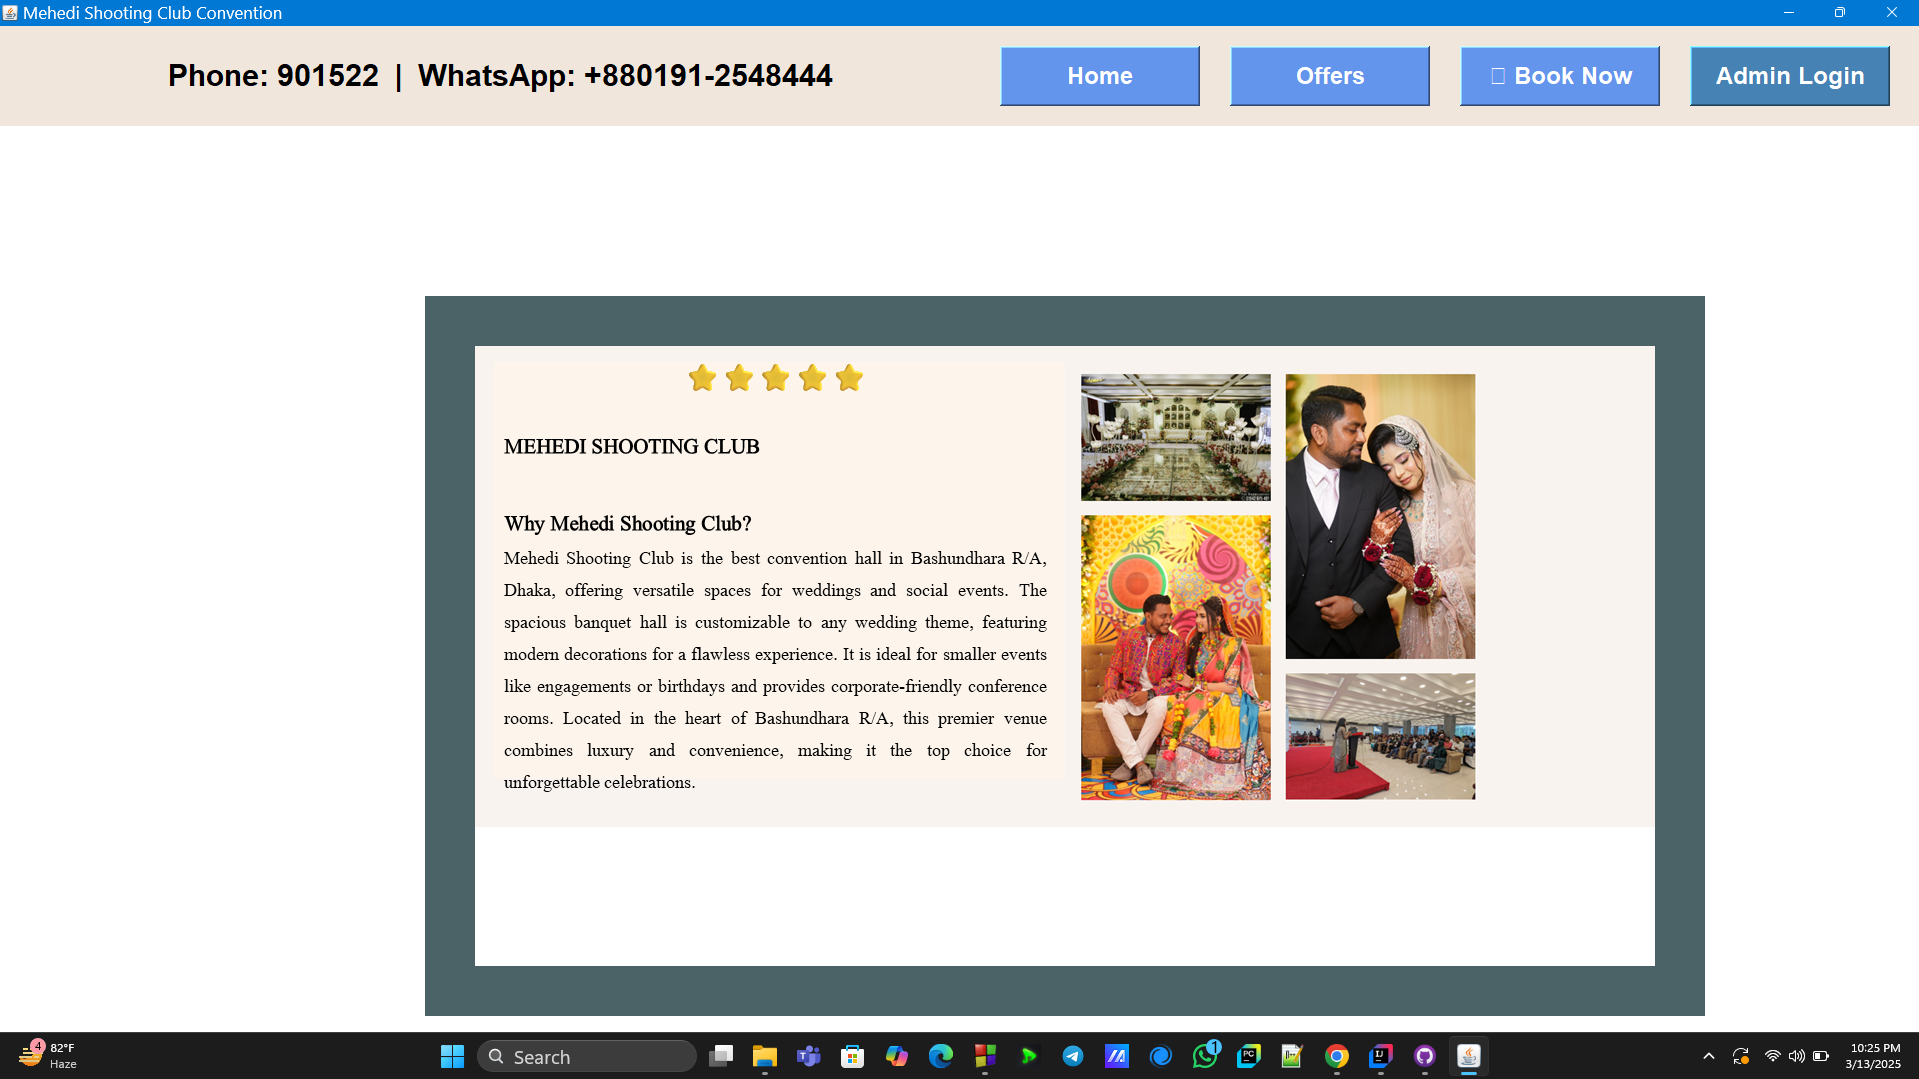 Mehedi Shooting Club Convention
Phone: 901522 | WhatsApp: +880191-2548444
Home
Offers
Book Now
Admin Login
MEHEDI SHOOTING CLUB
Why Mehedi Shooting Club?
Mehedi Shooting Club is the best convention hall in Bashundhara R/A,
Dhaka, offering versatile spaces for weddings and social events. The
spacious banquet hall is customizable to any wedding theme, featuring
modern decorations for a flawless experience. It is ideal for smaller events
like engagements or birthdays and provides corporate-friendly conference
rooms. Located in the heart of Bashundhara R/A, this premier venue
combines luxury and convenience, making it the top choice for
unforgettable celebrations.
4
82°F
Haze
Search
PC
IJ
1
10:25 PM
3/13/2025